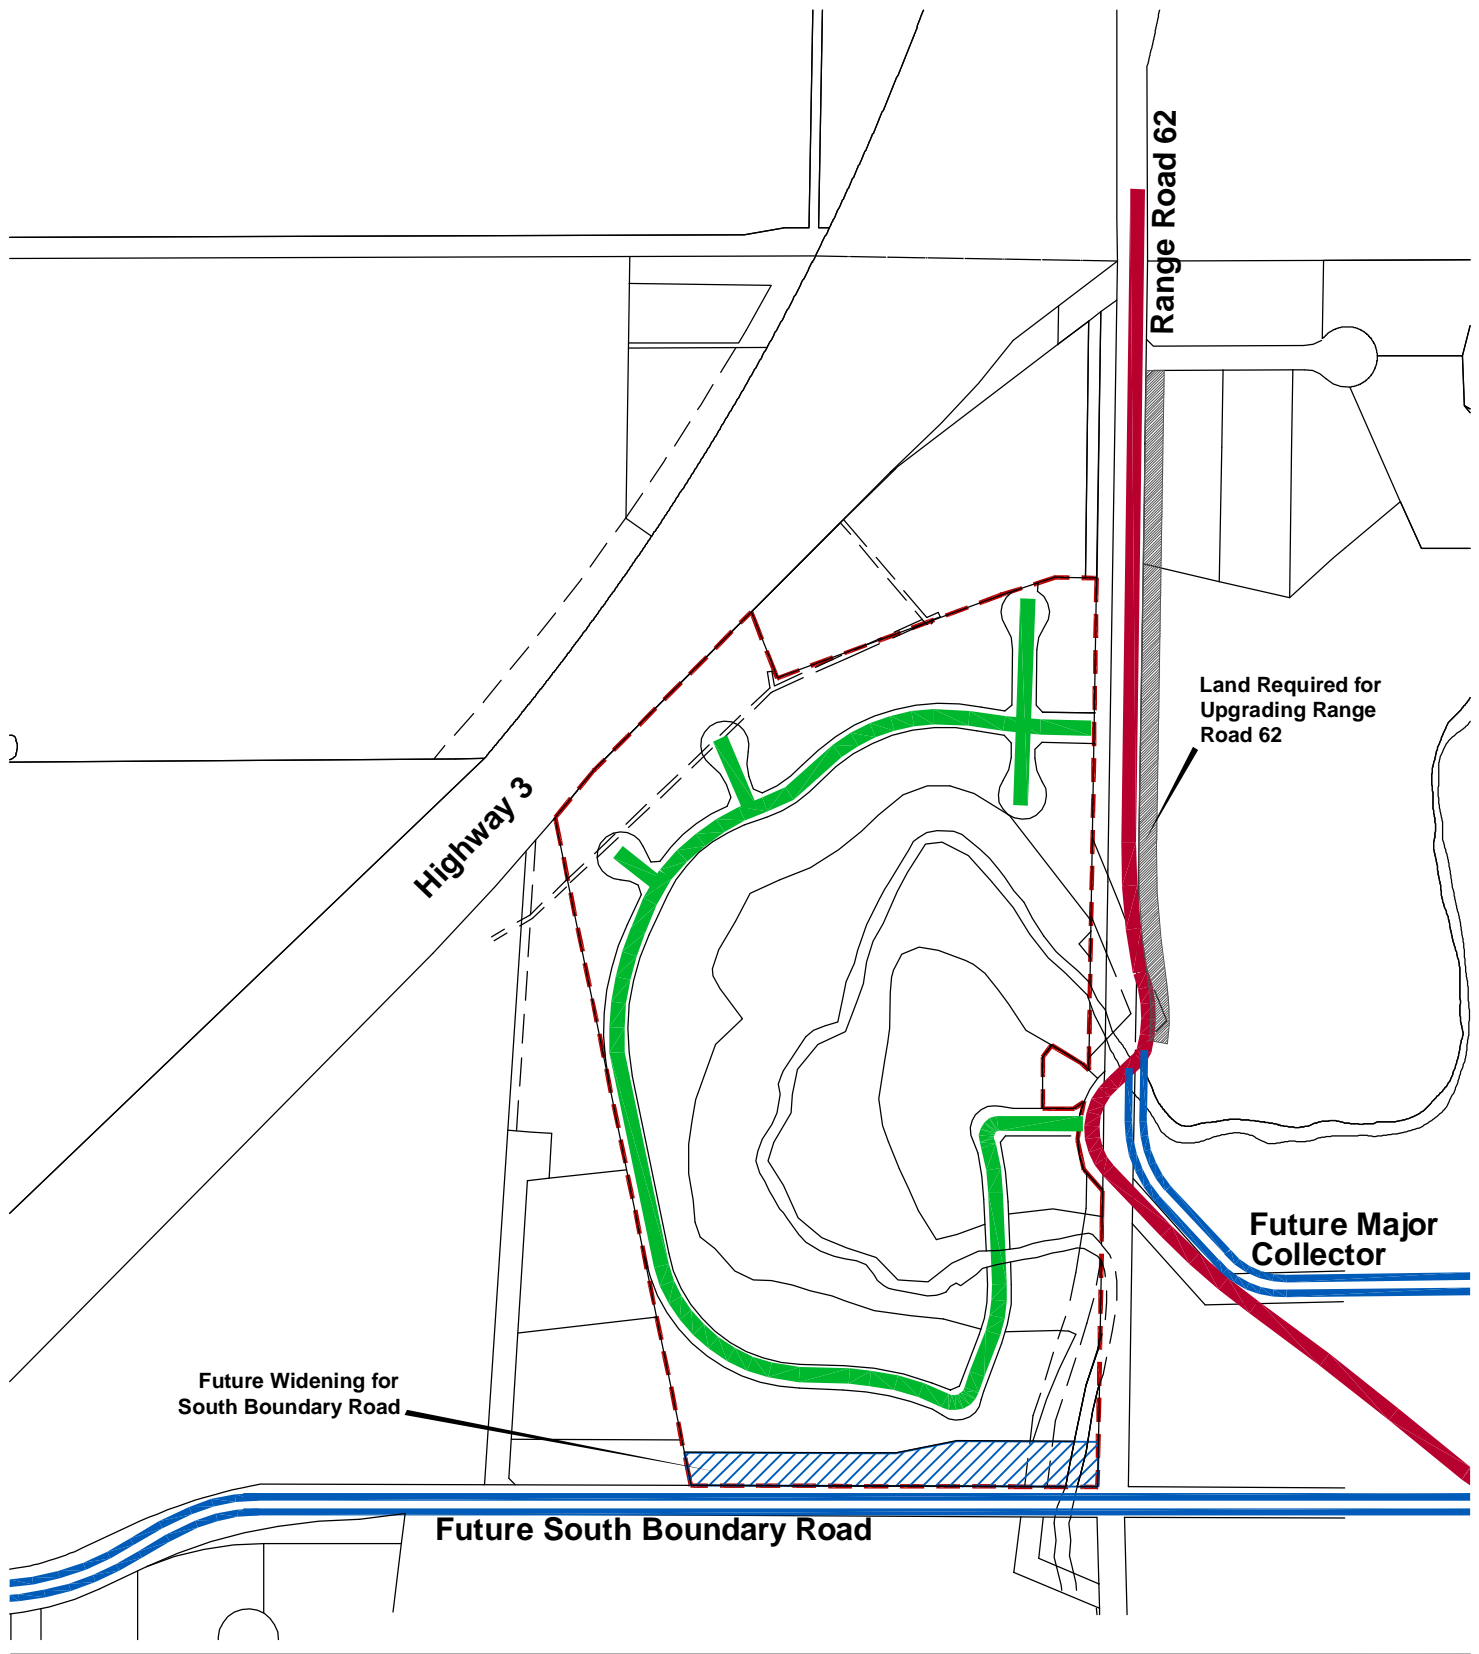 Range Road 62
Land Required for
Upgrading Range
Road 62
Highway 3
Future Major
Collector
Future Widening for
South Boundary Road
Future South Boundary Road